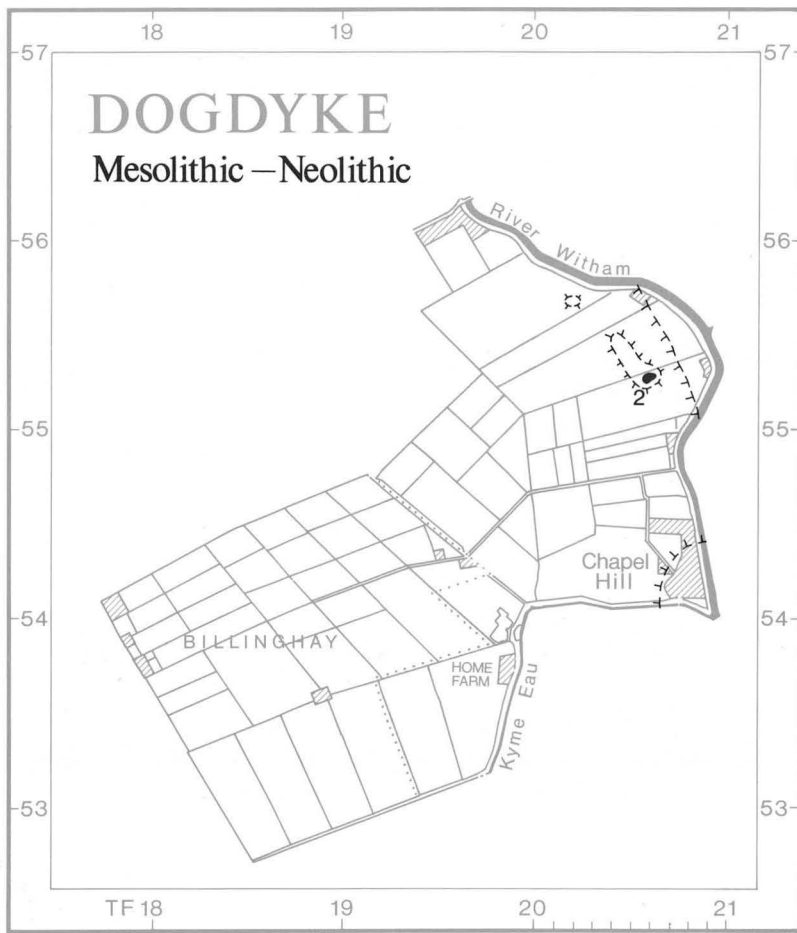 18 19 20 21
57 57
DOGDYKE
Mesolithic – Neolithic
56 River Witham 56
2
55 55
Chapel
Hill
54 54
BILLINGHAY
HOME
FARM
Kyme Eau
53 53
TF 18 19 20 21